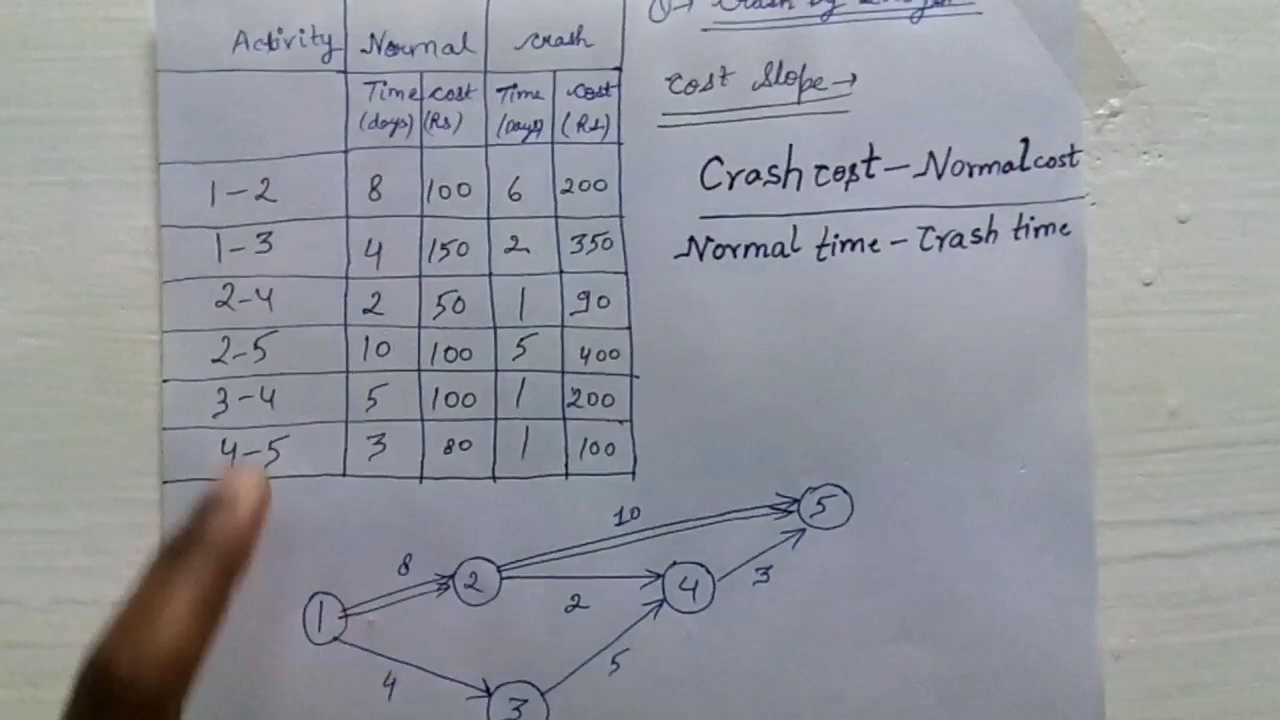 Activity Normal crash
Time cost Time cost
(days) (Rs) (Days) (Rs.)
1-2 8 100 6 200
1-3 4 150 2 350
2-4 2 50 1 90
2-5 10 100 5 400
3-4 5 100 1 200
4-5 3 80 1 100
Cost Slope→
Crash cost - Normal cost
Normal time - Crash time
10
5
8
2
4
3
1
2
5
4
3